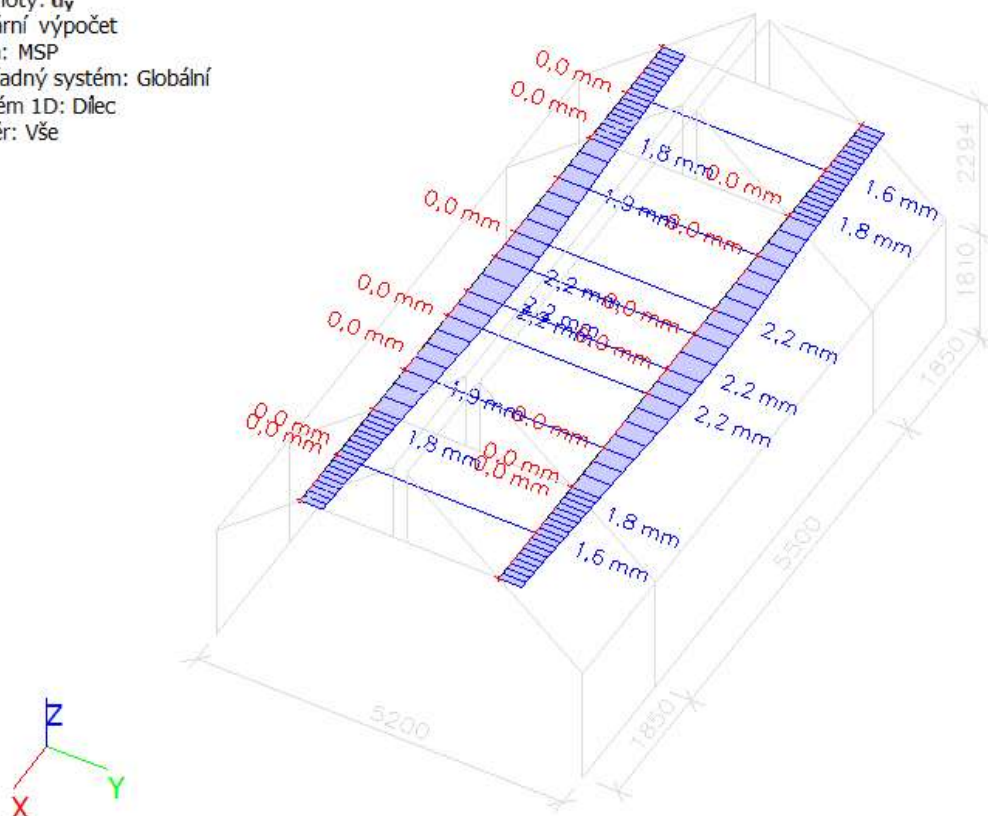 ární výpočet
: MSP
adný systém: Globální
ém 1D: Dílec
ěr: Vše
0,0 mm
0,0 mm
1,8 mm
0,0 mm
1,6 mm
2294
1,9 mm
0,0 mm
1,8 mm
0,0 mm
1810
2,2 mm
0,0 mm
0,0 mm
2,2 mm
2,2 mm
0,0 mm
2,2 mm
1850
0,0 mm
2,2 mm
1,9 mm
0,0 mm
2,2 mm
0,0 mm
0,0 mm
1,8 mm
0,0 mm
0,0 mm
1,8 mm
5500
1,6 mm
5200
1850
Z
Y
X